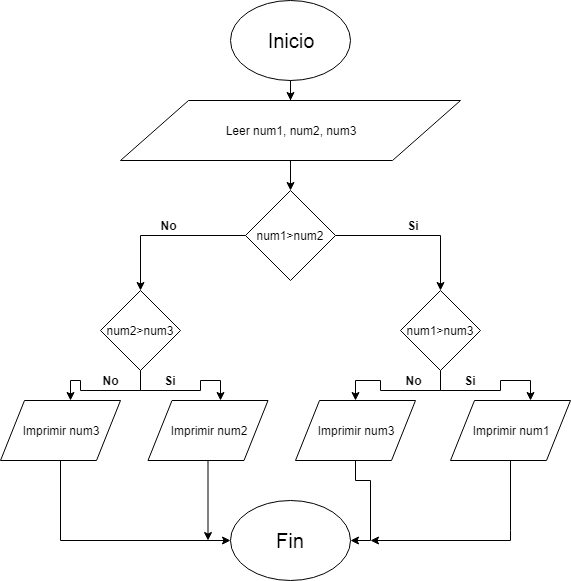 Inicio
Leer num1, num2, num3
num1>num2
No
Si
num2>num3
num1>num3
No
Si
No
Si
Imprimir num3
Imprimir num2
Imprimir num3
Imprimir num1
Fin